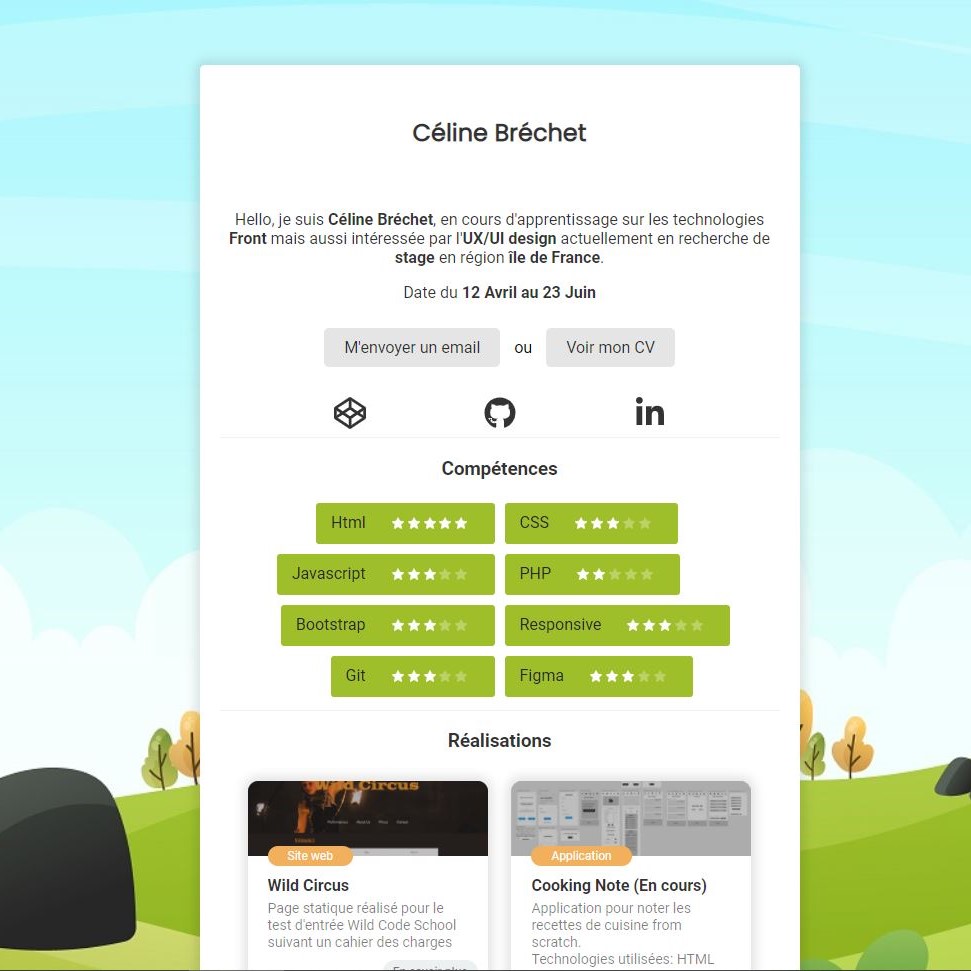 Céline Bréchet
Hello, je suis Céline Bréchet, en cours d'apprentissage sur les technologies
Front mais aussi intéressée par l'UX/UI design actuellement en recherche de
stage en région île de France.
Date du 12 Avril au 23 Juin
M'envoyer un email ou Voir mon CV
in
Compétences
Html CSS
Javascript PHP
Bootstrap Responsive
Git Figma
Réalisations
Wild Circus
Site web
Wild Circus
Page statique réalisé pour le
test d'entrée Wild Code School
suivant un cahier des charges
En savoir plus
Application
Cooking Note (En cours)
Application pour noter les
recettes de cuisine from
scratch.
Technologies utilisées: HTML